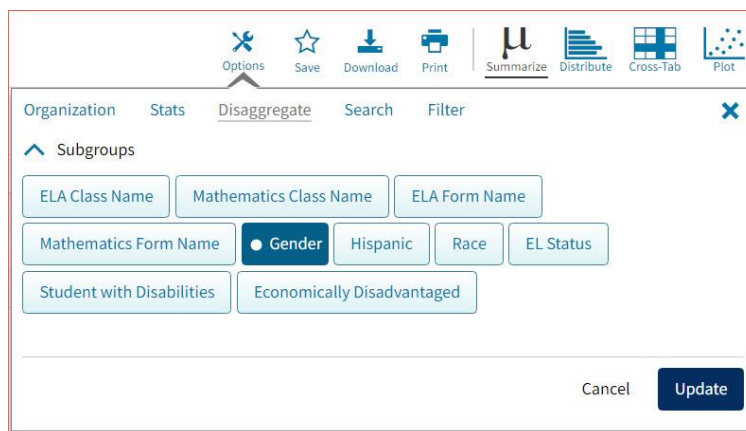 Options Save Download Print μ Summarize Distribute Cross-Tab Plot
Organization Stats Disaggregate Search Filter
Subgroups
ELA Class Name Mathematics Class Name ELA Form Name
Mathematics Form Name Gender Hispanic Race EL Status
Student with Disabilities Economically Disadvantaged
Cancel Update